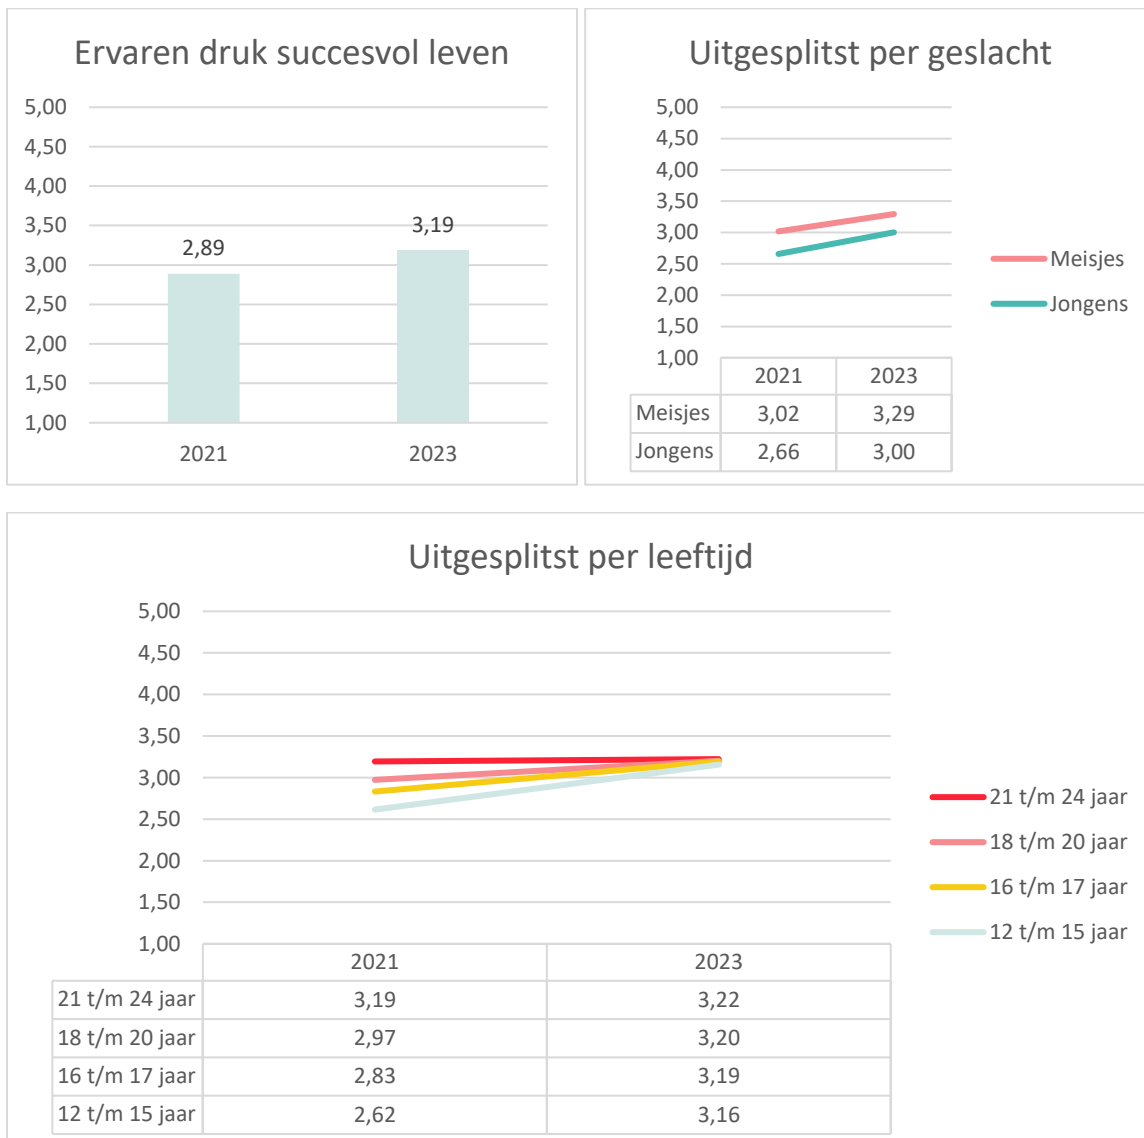 Ervaren druk succesvol leven
5,00
4,50
4,00
3,50
3,00
2,50
2,00
1,50
1,00
2,89
3,19
2021 2023
Uitgesplitst per geslacht
5,00
4,50
4,00
3,50
3,00
2,50
2,00
1,50
1,00
Meisjes
Jongens
2021 2023
Meisjes 3,02 3,29
Jongens 2,66 3,00
Uitgesplitst per leeftijd
5,00
4,50
4,00
3,50
3,00
2,50
2,00
1,50
1,00
21 t/m 24 jaar
18 t/m 20 jaar
16 t/m 17 jaar
12 t/m 15 jaar
2021 2023
21 t/m 24 jaar 3,19 3,22
18 t/m 20 jaar 2,97 3,20
16 t/m 17 jaar 2,83 3,19
12 t/m 15 jaar 2,62 3,16